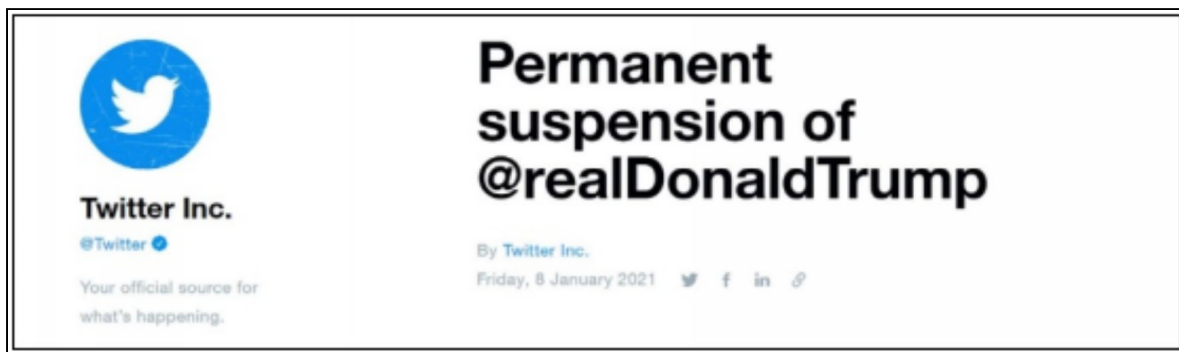 Twitter Inc.
@Twitter
Your official source for
what's happening.
Permanent
suspension of
@realDonaldTrump
By Twitter Inc.
Friday, 8 January 2021